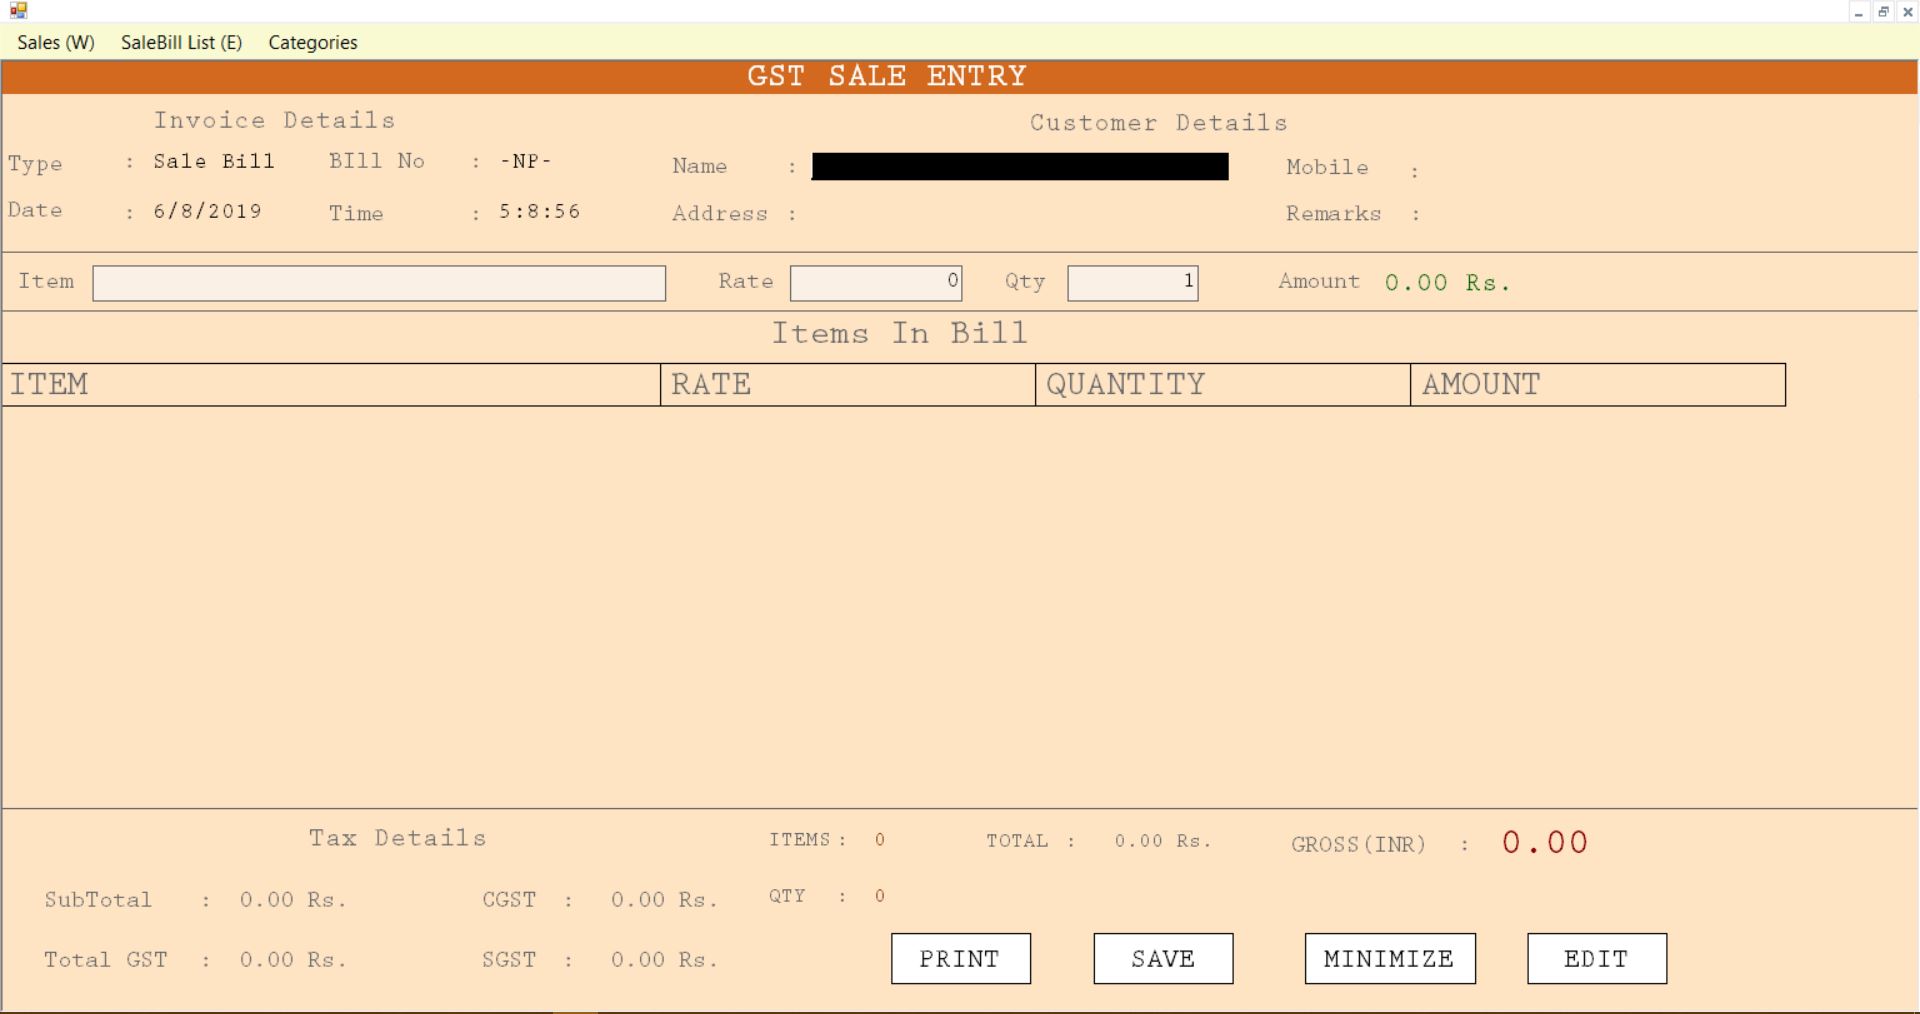 Sales (W) SaleBill List (E) Categories
GST SALE ENTRY
Invoice Details
Customer Details
Type : Sale Bill BIll No : -NP- Name : Mobile :
Date : 6/8/2019 Time : 5:8:56 Address : Remarks :
Item Rate 0 Qty 1 Amount 0.00 Rs.
Items In Bill
ITEM RATE QUANTITY AMOUNT
Tax Details ITEMS : 0 TOTAL : 0.00 Rs. GROSS(INR) : 0.00
SubTotal : 0.00 Rs. CGST : 0.00 Rs. QTY : 0
Total GST : 0.00 Rs. SGST : 0.00 Rs. PRINT SAVE MINIMIZE EDIT